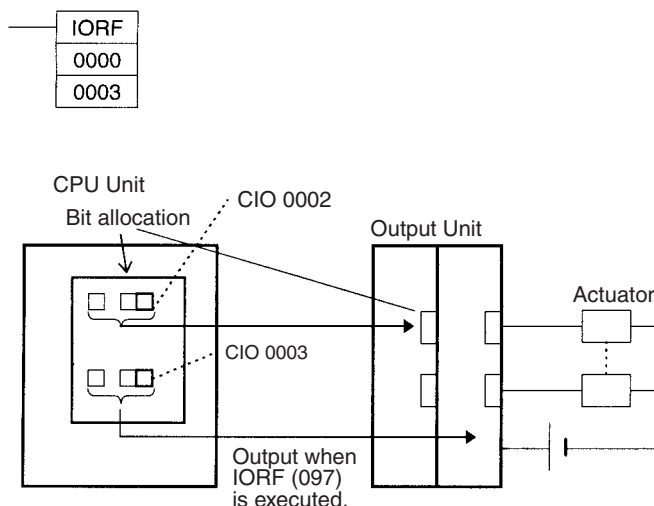 IORF
0000
0003
CPU Unit
Bit allocation
CIO 0002
Output Unit
Actuator
CIO 0003
Output when
IORF (097)
is executed.